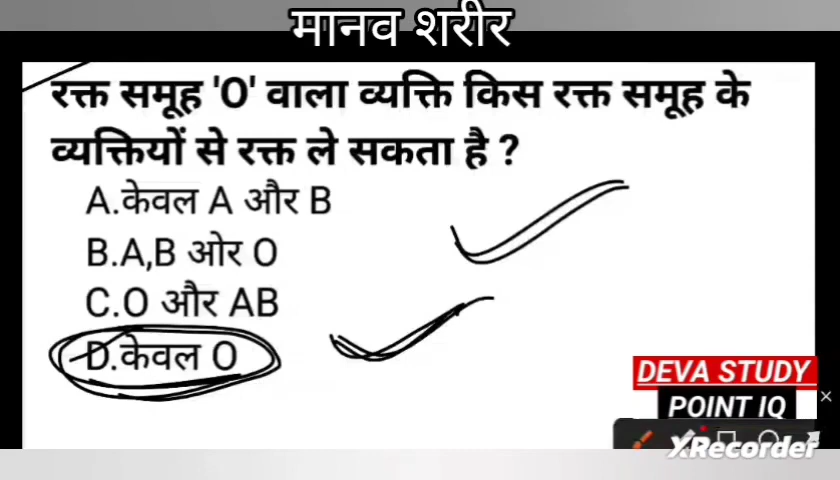 मानव शरीर
रक्त समूह 'O' वाला व्यक्ति किस रक्त समूह के
व्यक्तियों से रक्त ले सकता है ?
A.केवल A और B
B.A,B ओर O
C.O और AB
D.केवल O
DEVA STUDY
POINT IQ
XRecorder